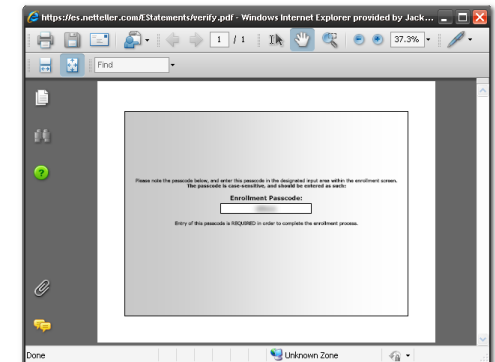 https://es.netteller.com/EStatements/verify.pdf - Windows Internet Explorer provided by Jack...
1 / 1
37.3%
Find
Please note the passcode below, and enter this passcode in the designated input area within the enrollment screen.
The passcode is case-sensitive, and should be entered as such:
Enrollment Passcode:
Entry of this passcode is REQUIRED in order to complete the enrollment process.
Done
Unknown Zone